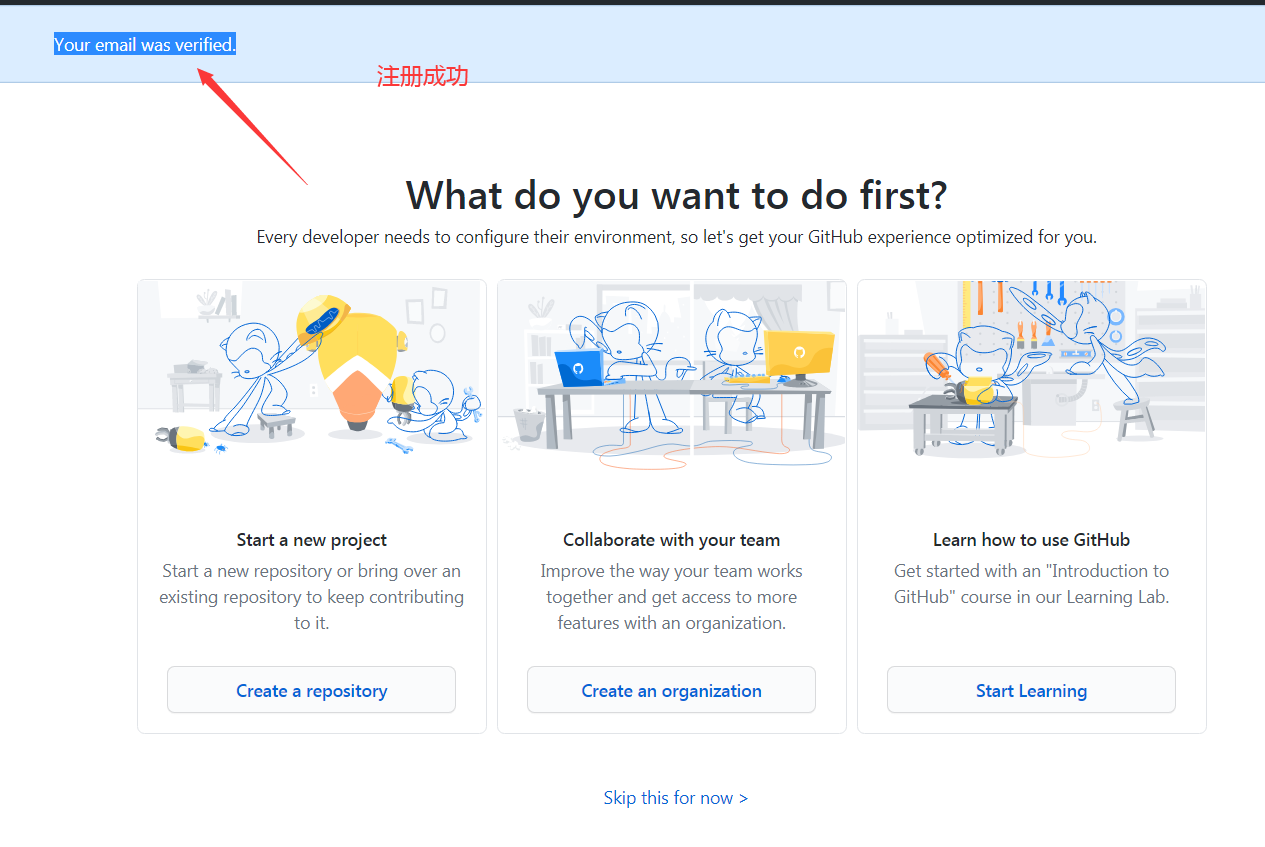 Your email was verified.
注册成功
What do you want to do first?
Every developer needs to configure their environment, so let's get your GitHub experience optimized for you.
Start a new project
Start a new repository or bring over an
existing repository to keep contributing
to it.
Create a repository
Collaborate with your team
Improve the way your team works
together and get access to more
features with an organization.
Create an organization
Learn how to use GitHub
Get started with an "Introduction to
GitHub" course in our Learning Lab.
Start Learning
Skip this for now >